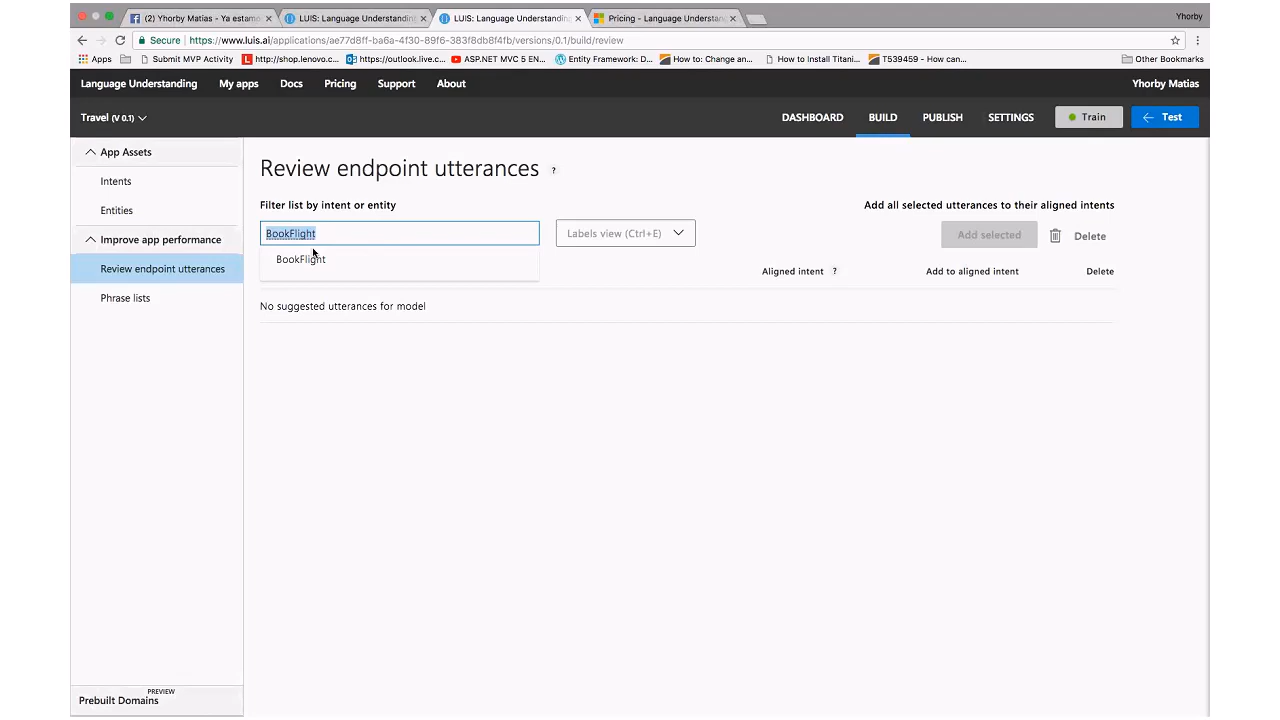 (2) Yhorby Matias - Ya estamo
LUIS: Language Understandin
LUIS: Language Understanding
Pricing - Language Understan
Yhorby
Secure
https://www.luis.ai/applications/ae77d8ff-ba6a-4f30-89f6-383f8db8f4fb/versions/0.1/build/review
Apps
Submit MVP Activity
http://shop.lenovo.c...
https://outlook.live.c...
ASP.NET MVC 5 EN...
Entity Framework: D...
How to: Change an...
How to Install Titani...
T539459 - How can...
Other Bookmarks
Language Understanding
My apps
Docs
Pricing
Support
About
Yhorby Matias
Travel (V 0.1)
DASHBOARD
BUILD
PUBLISH
SETTINGS
Train
Test
App Assets
Intents
Entities
Improve app performance
Review endpoint utterances
Phrase lists
Review endpoint utterances ?
Filter list by intent or entity
Add all selected utterances to their aligned intents
BookFlight
Labels view (Ctrl+E)
Add selected
Delete
BookFlight
Aligned intent ?
Add to aligned intent
Delete
No suggested utterances for model
PREVIEW
Prebuilt Domains